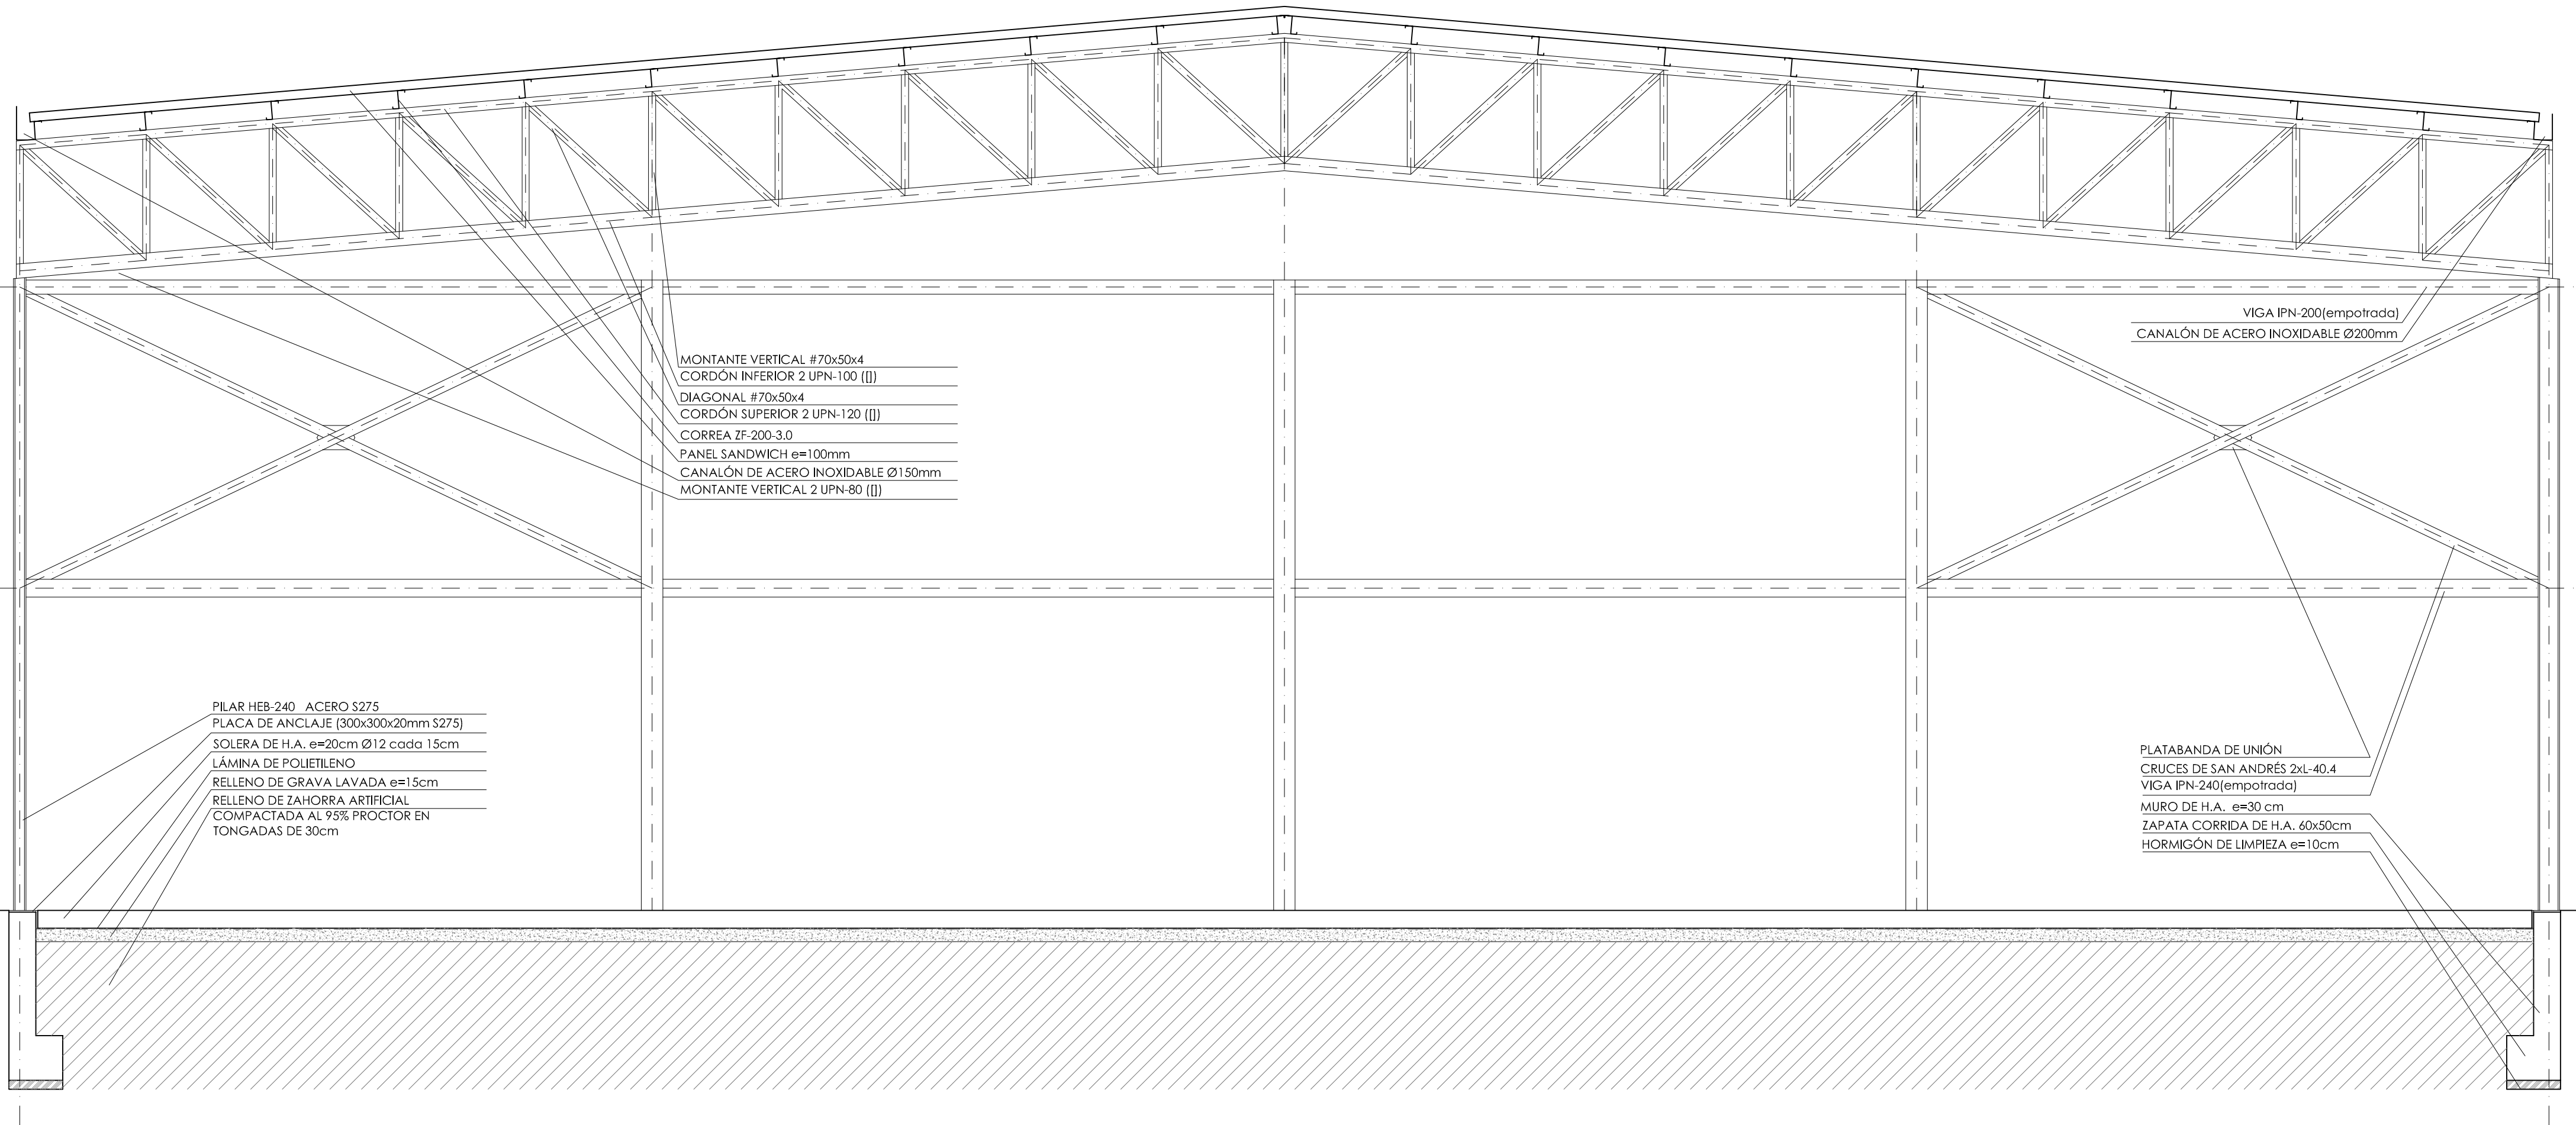 VIGA IPN-200(empotrada)
CANALÓN DE ACERO INOXIDABLE Ø200mm
MONTANTE VERTICAL #70x50x4
CORDÓN INFERIOR 2 UPN-100 ([])
DIAGONAL #70x50x4
CORDÓN SUPERIOR 2 UPN-120 ([])
CORREA ZF-200-3.0
PANEL SANDWICH e=100mm
CANALÓN DE ACERO INOXIDABLE Ø150mm
MONTANTE VERTICAL 2 UPN-80 ([])
PILAR HEB-240 ACERO S275
PLACA DE ANCLAJE (300x300x20mm S275)
SOLERA DE H.A. e=20cm Ø12 cada 15cm
LÁMINA DE POLIETILENO
RELLENO DE GRAVA LAVADA e=15cm
RELLENO DE ZAHORRA ARTIFICIAL
COMPACTADA AL 95% PROCTOR EN
TONGADAS DE 30cm
PLATABANDA DE UNIÓN
CRUCES DE SAN ANDRÉS 2xL-40.4
VIGA IPN-240(empotrada)
MURO DE H.A. e=30 cm
ZAPATA CORRIDA DE H.A. 60x50cm
HORMIGÓN DE LIMPIEZA e=10cm